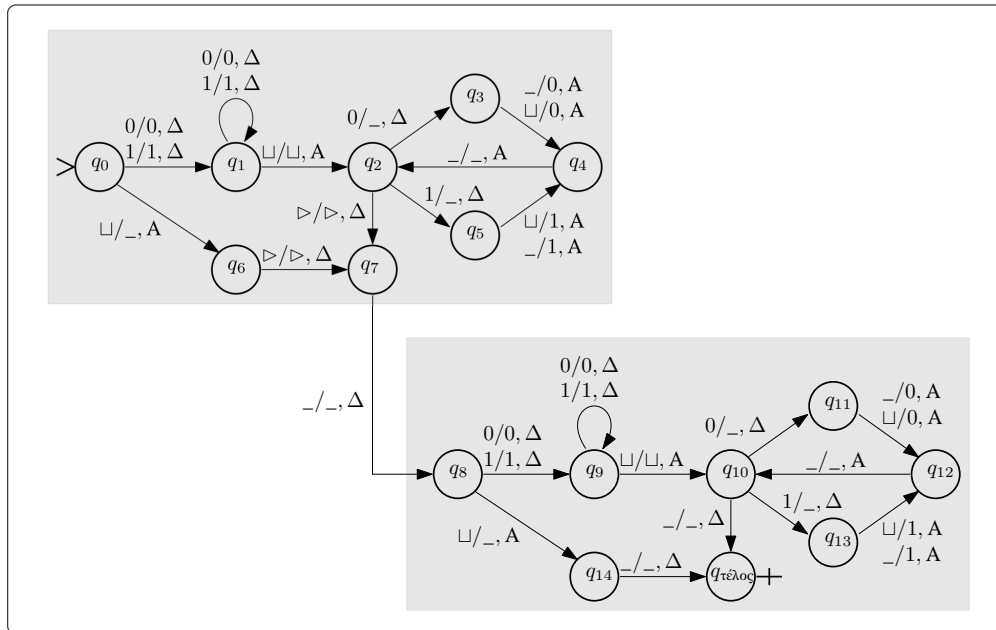 0/0, Δ
1/1, Δ
q3
_/0, A
⊔/0, A
0/_, Δ
0/0, Δ
1/1, Δ
q0
q1
⊔/⊔, A
q2
_/_, A
q4
1/_, Δ
⊔/_, A
▷/▷, Δ
q5
⊔/1, A
_/1, A
q6
▷/▷, Δ
q7
_/_, Δ
0/0, Δ
1/1, Δ
q11
_/0, A
⊔/0, A
0/_, Δ
0/0, Δ
1/1, Δ
q8
q9
⊔/⊔, A
q10
_/_, A
q12
1/_, Δ
⊔/_, A
_/_, Δ
q13
⊔/1, A
_/1, A
q14
_/_, Δ
qτέλος